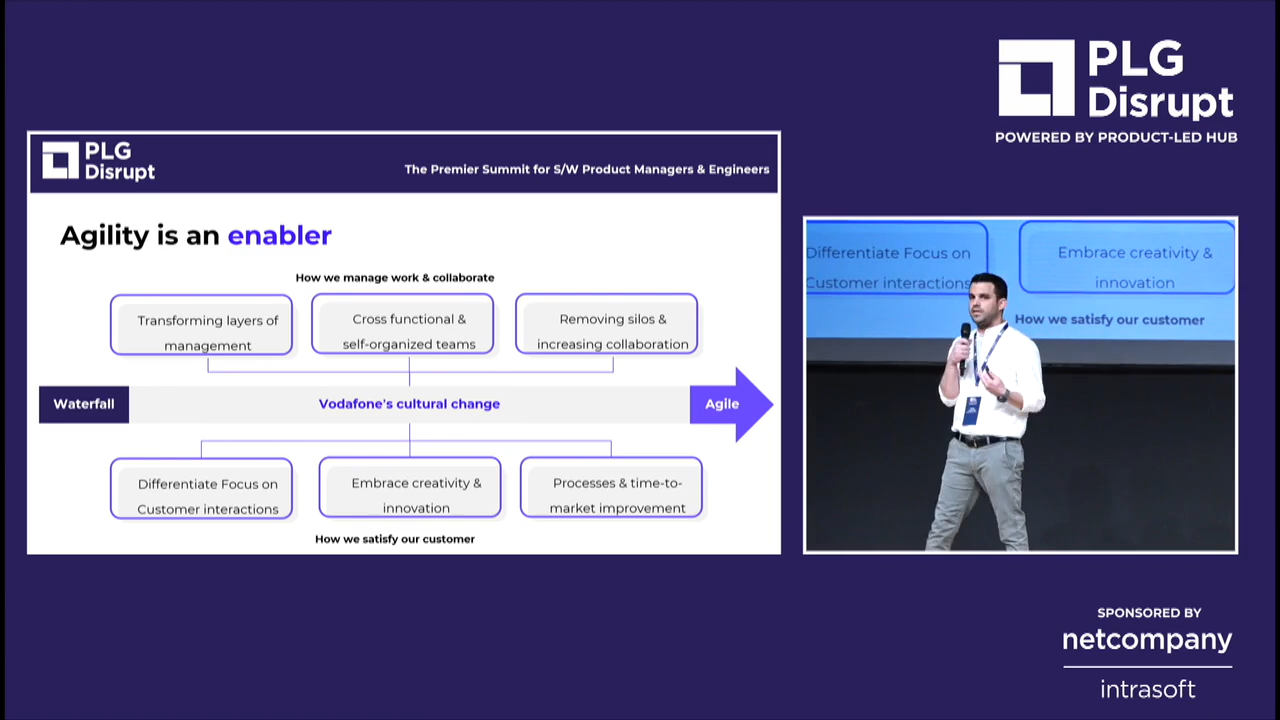 PLG
Disrupt
POWERED BY PRODUCT-LED HUB
PLG
Disrupt
The Premier Summit for S/W Product Managers & Engineers
Agility is an enabler
How we manage work & collaborate
Transforming layers of
management
Cross functional &
self-organized teams
Removing silos &
increasing collaboration
Waterfall
Vodafone's cultural change
Agile
Differentiate Focus on
Customer interactions
Embrace creativity &
innovation
Processes & time-to-
market improvement
How we satisfy our customer
Differentiate Focus on
Customer interactions
Embrace creativity &
innovation
How we satisfy our customer
SPONSORED BY
netcompany
intrasoft